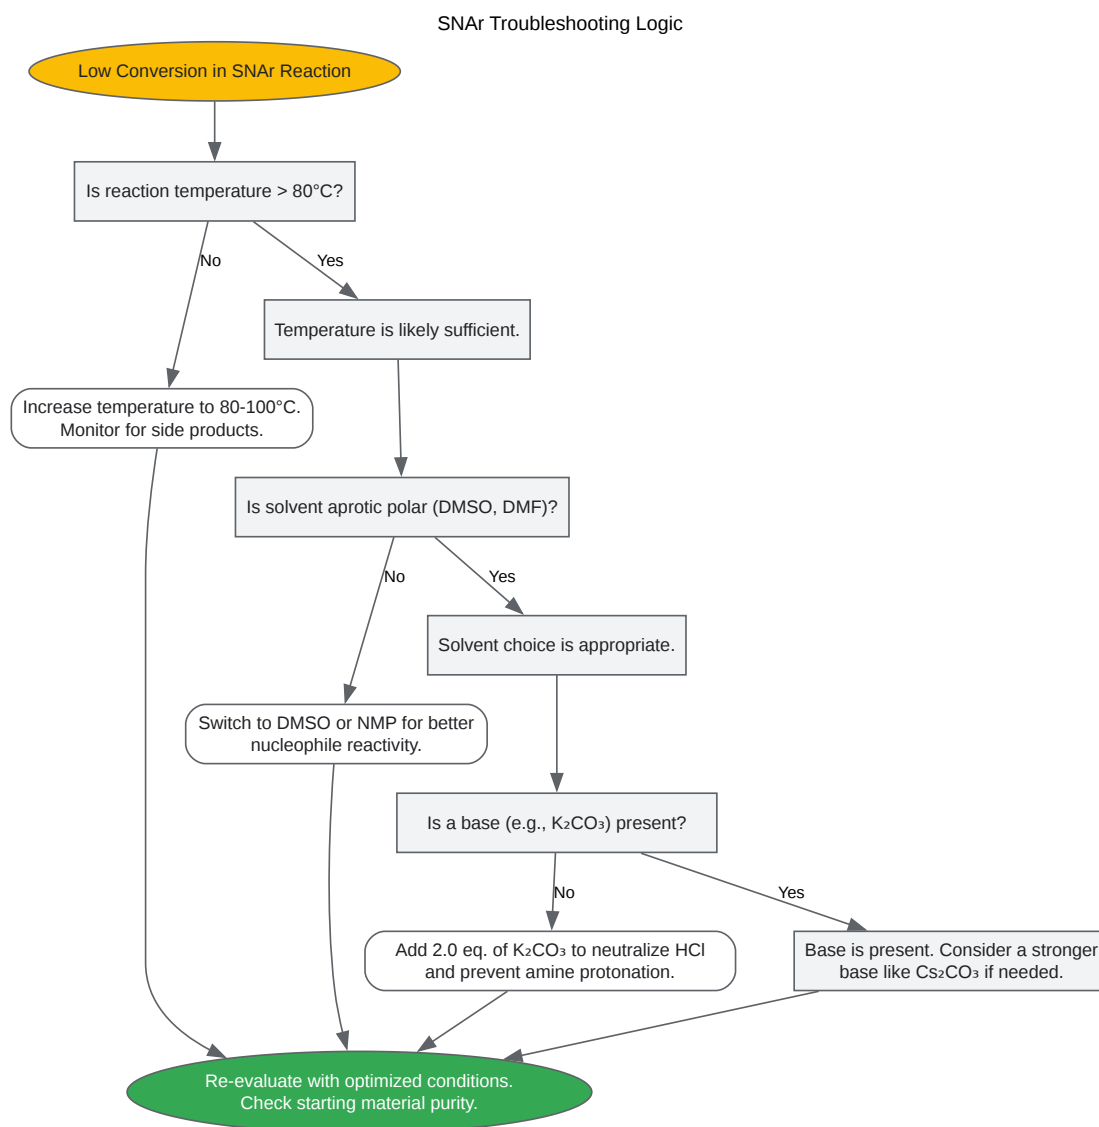 SNAr Troubleshooting Logic
Low Conversion in SNAr Reaction
Is reaction temperature > 80°C?
No
Yes
Temperature is likely sufficient.
Increase temperature to 80-100°C.
Monitor for side products.
Is solvent aprotic polar (DMSO, DMF)?
No
Yes
Solvent choice is appropriate.
Switch to DMSO or NMP for better
nucleophile reactivity.
Is a base (e.g., K₂CO₃) present?
No
Yes
Add 2.0 eq. of K₂CO₃ to neutralize HCl
and prevent amine protonation.
Base is present. Consider a stronger
base like Cs₂CO₃ if needed.
Re-evaluate with optimized conditions.
Check starting material purity.